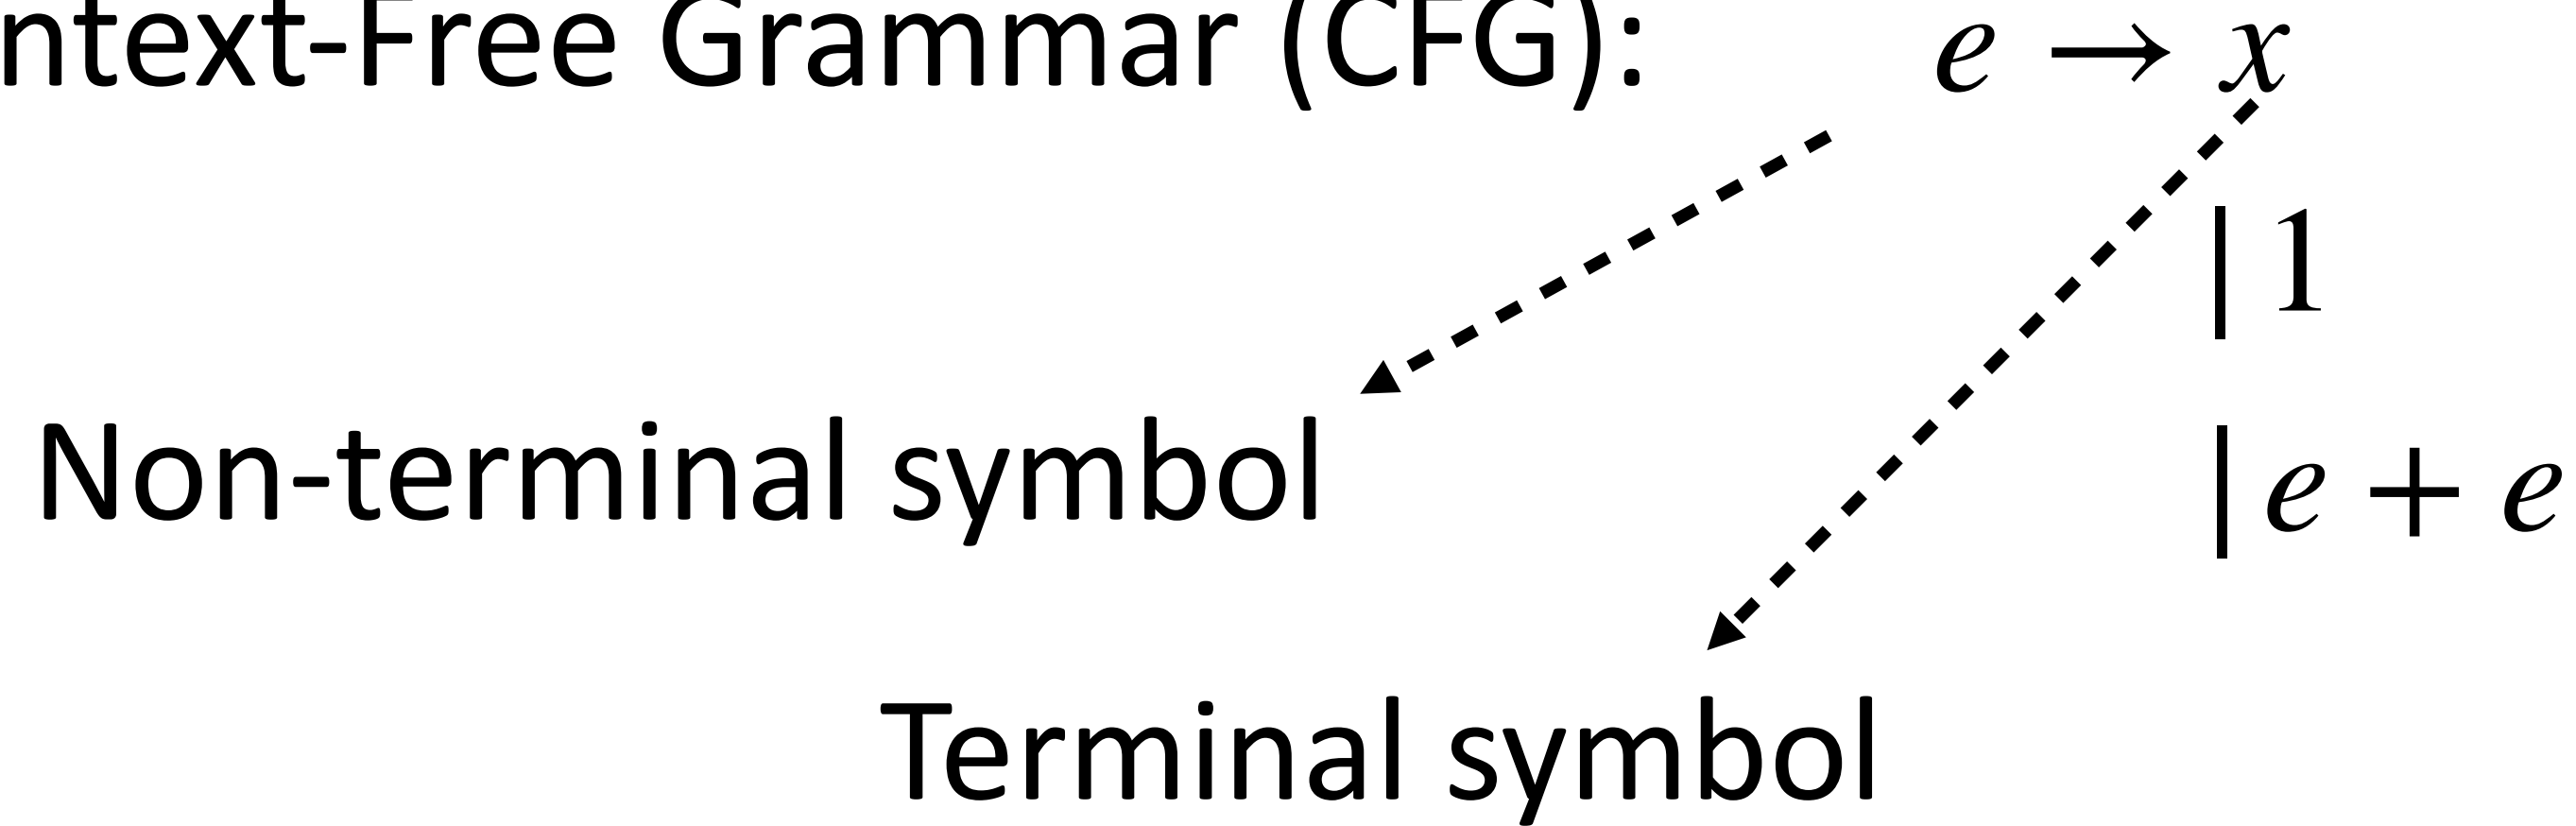 ntext-Free Grammar (CFG): e → x
| 1
Non-terminal symbol | e + e
Terminal symbol